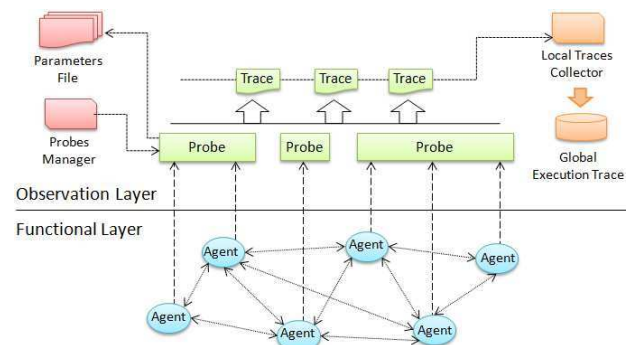 Parameters
File
Trace
Trace
Trace
Local Traces
Collector
Probes
Manager
Probe
Probe
Probe
Global
Execution Trace
Observation Layer
Functional Layer
Agent
Agent
Agent
Agent
Agent
Agent